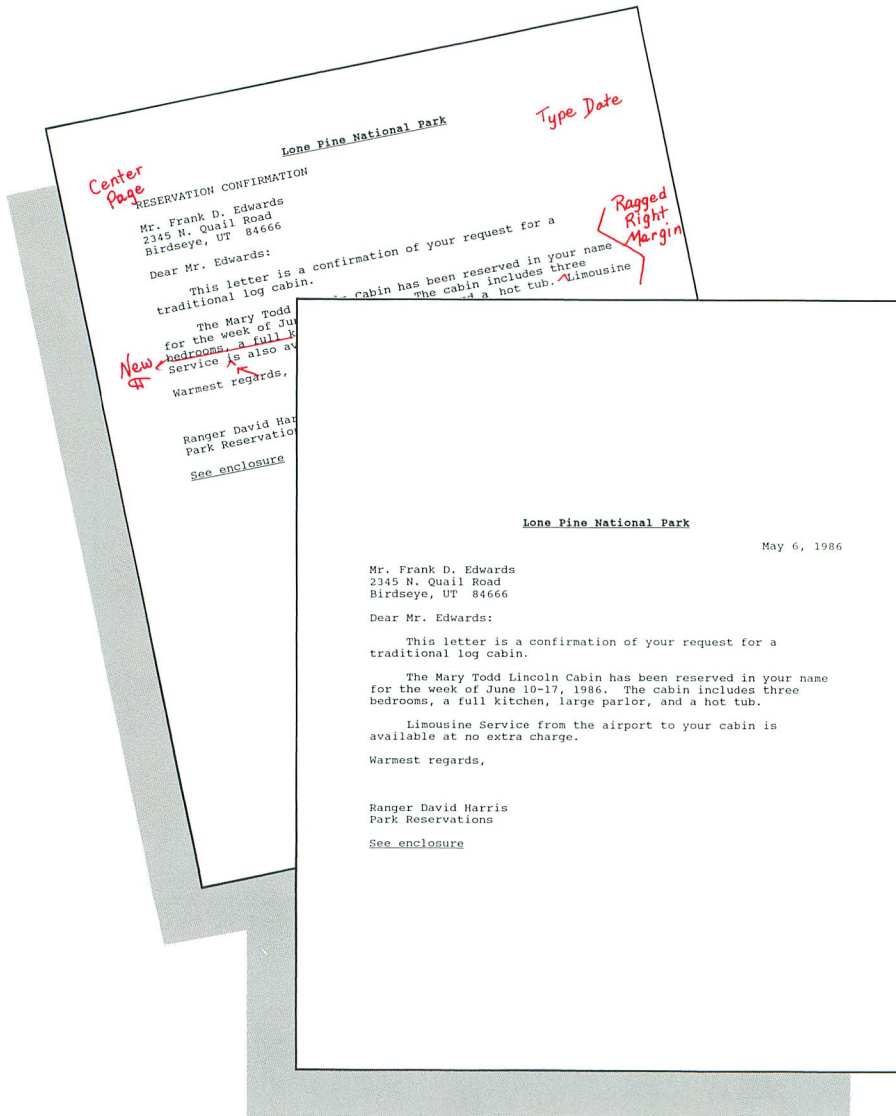 Lone Pine National Park
Type Date
Center
Page
RESERVATION CONFIRMATION
Mr. Frank D. Edwards
2345 N. Quail Road
Birdseye, UT  84666
Dear Mr. Edwards:
This letter is a confirmation of your request for a
traditional log cabin.
Ragged
Right
Margin
The Mary Todd Cabin has been reserved in your name
for the week of The cabin includes three
bedrooms, a full a hot tub. Limousine
Service is also
New ¶
Warmest regards,
Ranger David
Park
See enclosure
Lone Pine National Park
May 6, 1986
Mr. Frank D. Edwards
2345 N. Quail Road
Birdseye, UT  84666
Dear Mr. Edwards:
This letter is a confirmation of your request for a
traditional log cabin.
The Mary Todd Lincoln Cabin has been reserved in your name
for the week of June 10-17, 1986.  The cabin includes three
bedrooms, a full kitchen, large parlor, and a hot tub.
Limousine Service from the airport to your cabin is
available at no extra charge.
Warmest regards,
Ranger David Harris
Park Reservations
See enclosure